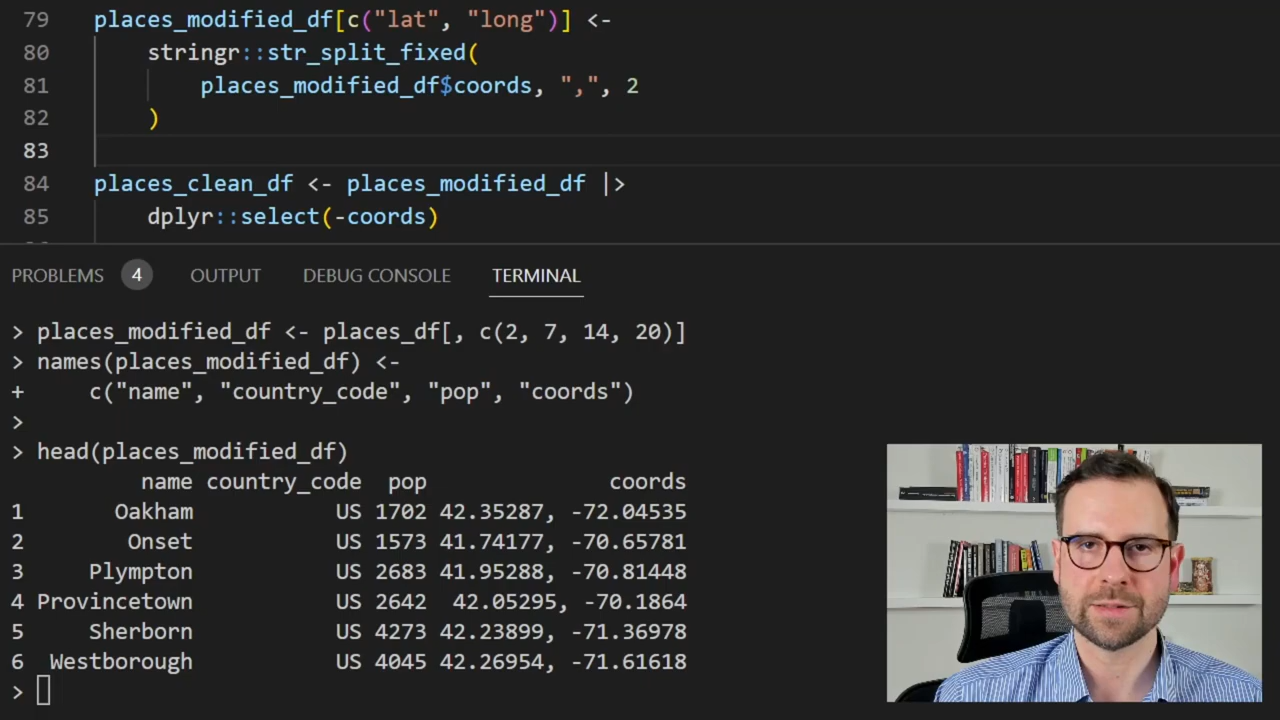 79 places_modified_df[c("lat", "long")] <-
80 stringr::str_split_fixed(
81 places_modified_df$coords, ",", 2
82 )
83
84 places_clean_df <- places_modified_df |>
85 dplyr::select(-coords)
PROBLEMS 4 OUTPUT DEBUG CONSOLE TERMINAL
> places_modified_df <- places_df[, c(2, 7, 14, 20)]
> names(places_modified_df) <-
+ c("name", "country_code", "pop", "coords")
>
> head(places_modified_df)
name country_code pop coords
1 Oakham US 1702 42.35287, -72.04535
2 Onset US 1573 41.74177, -70.65781
3 Plympton US 2683 41.95288, -70.81448
4 Provincetown US 2642 42.05295, -70.1864
5 Sherborn US 4273 42.23899, -71.36978
6 Westborough US 4045 42.26954, -71.61618
>